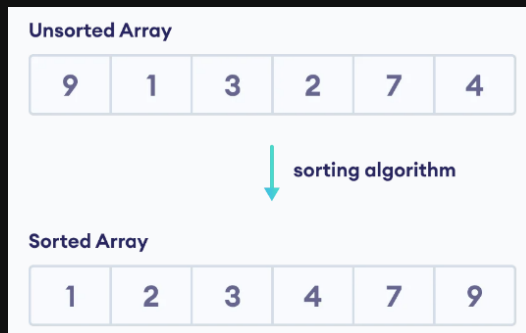 Unsorted Array
9 1 3 2 7 4
sorting algorithm
Sorted Array
1 2 3 4 7 9